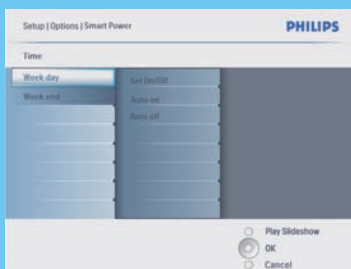 Setup | Options | Smart Power
PHILIPS
Time
Week day
Set On/Off
Week end
Auto on
Auto off
Play Slideshow
OK
Cancel